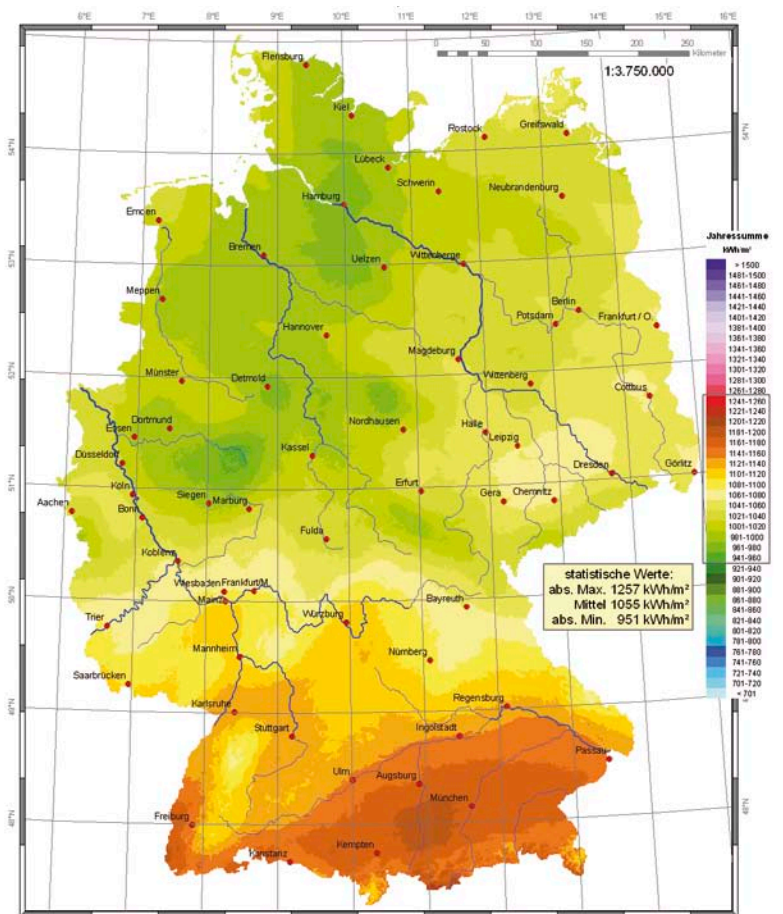 6°E 7°E 8°E 9°E 10°E 11°E 12°E 13°E 14°E 15°E 16°E
0 50 100 150 200 250
Kilometer
1:3.750.000
Flensburg
Kiel
Rostock
Greifswald
54°N
54°N
Lübeck
Schwerin
Neubrandenburg
Hamburg
Emden
Bremen
Uelzen
Wittenberge
53°N
Meppen
Berlin
Potsdam
Frankfurt / O.
Hannover
Magdeburg
52°N
Münster
Detmold
Wittenberg
Cottbus
Dortmund
Essen
Nordhausen
Halle
Leipzig
Düsseldorf
Kassel
Dresden
Görlitz
51°N
Köln
Siegen
Marburg
Erfurt
Gera
Chemnitz
Aachen
Bonn
Fulda
Koblenz
50°N
Wiesbaden
Frankfurt/M.
Mainz
Bayreuth
Trier
Würzburg
Mannheim
Nürnberg
Saarbrücken
49°N
Karlsruhe
Regensburg
Stuttgart
Ingolstadt
Passau
Ulm
Augsburg
München
48°N
48°N
Freiburg
Kempten
Konstanz
Jahressumme
kWh/m²
> 1500
1481-1500
1461-1480
1441-1460
1421-1440
1401-1420
1381-1400
1361-1380
1341-1360
1321-1340
1301-1320
1281-1300
1261-1280
1241-1260
1221-1240
1201-1220
1181-1200
1161-1180
1141-1160
1121-1140
1101-1120
1081-1100
1061-1080
1041-1060
1021-1040
1001-1020
981-1000
961-980
941-960
921-940
901-920
881-900
861-880
841-860
821-840
801-820
781-800
761-780
741-760
721-740
701-720
< 701
statistische Werte:
abs. Max. 1257 kWh/m²
Mittel 1055 kWh/m²
abs. Min. 951 kWh/m²